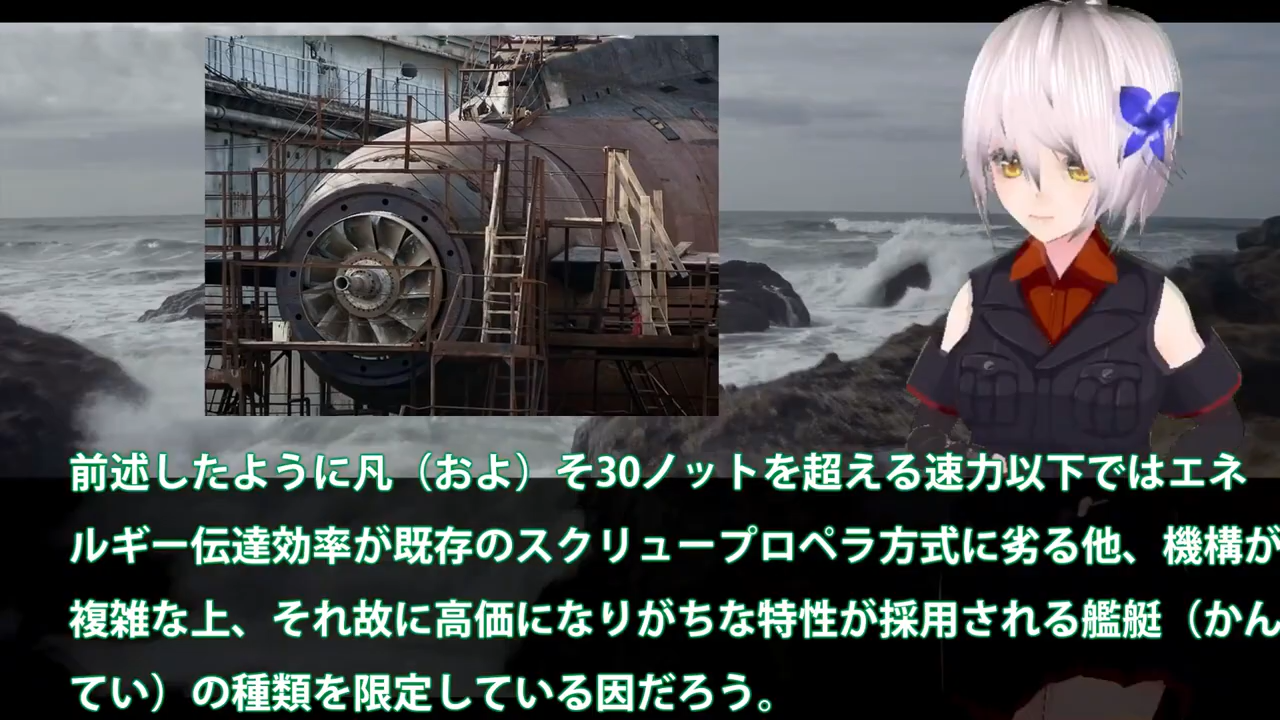 前述したように凡（およ）そ30ノットを超える速力以下ではエネ
ルギー伝達効率が既存のスクリュープロペラ方式に劣る他、機構が
複雑な上、それ故に高価になりがちな特性が採用される艦艇（かん
てい）の種類を限定している因だろう。